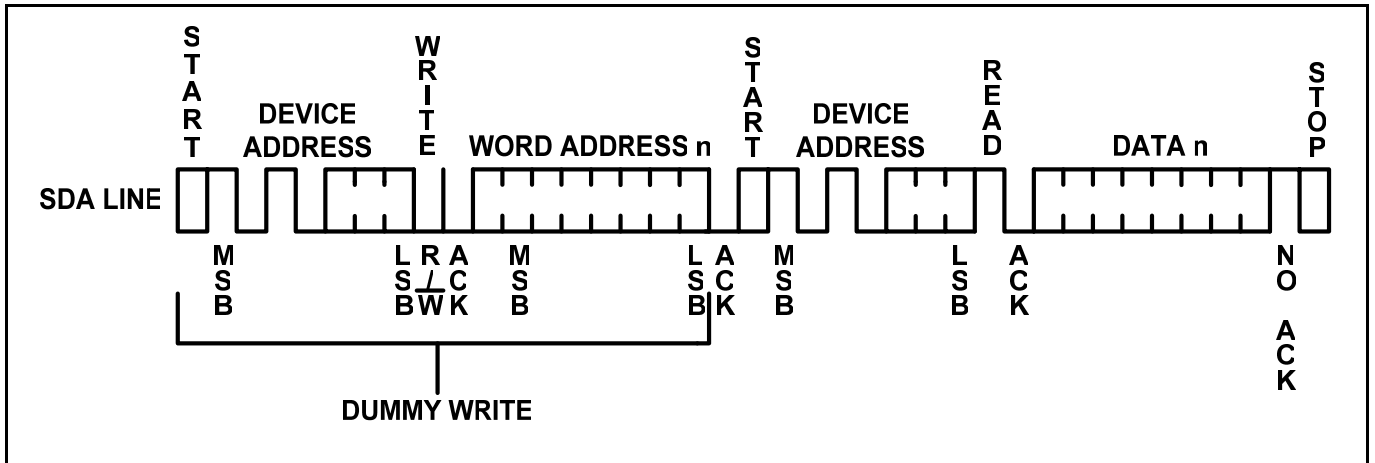 START
DEVICE
ADDRESS
WRITE
WORD ADDRESS n
START
DEVICE
ADDRESS
READ
DATA n
STOP
SDA LINE
MSB
LSB
R/W
ACK
MSB
LSB
ACK
MSB
LSB
ACK
NO ACK
DUMMY WRITE